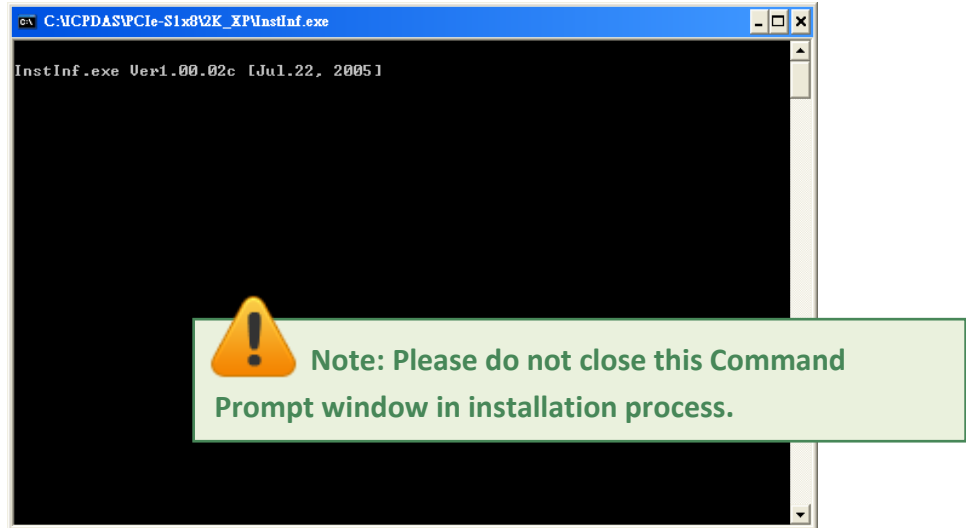 C:\ICPDAS\PCIe-S1x8\2K_XP\InstInf.exe
InstInf.exe Ver1.00.02c [Jul.22, 2005]
Note: Please do not close this Command
Prompt window in installation process.